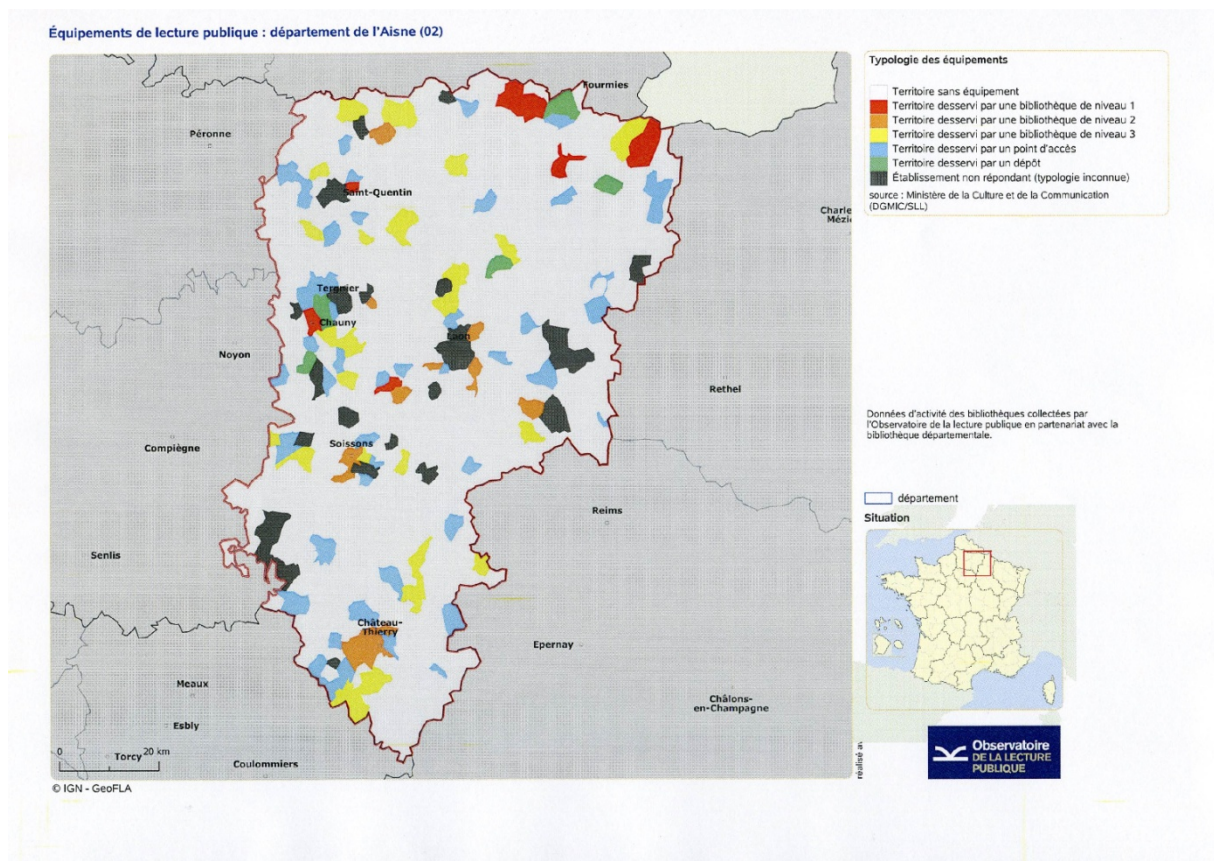 Équipements de lecture publique : département de l'Aisne (02)
Typologie des équipements
Territoire sans équipement
Territoire desservi par une bibliothèque de niveau 1
Territoire desservi par une bibliothèque de niveau 2
Territoire desservi par une bibliothèque de niveau 3
Territoire desservi par un point d'accès
Territoire desservi par un dépôt
Établissement non répondant (typologie inconnue)
source : Ministère de la Culture et de la Communication
(DGMIC/SLL)
Fourmies
Péronne
Saint-Quentin
Charle
Mézi
Tergnier
Chauny
Laon
Noyon
Rethel
Données d'activité des bibliothèques collectées par
l'Observatoire de la lecture publique en partenariat avec la
bibliothèque départementale.
Compiègne
Soissons
département
Situation
Reims
Senlis
Château-
Thierry
Epernay
Meaux
Châlons-
en-Champagne
Esbly
Torcy
0 20 km
Coulommiers
réalisé av
Observatoire
DE LA LECTURE
PUBLIQUE
© IGN - GeoFLA